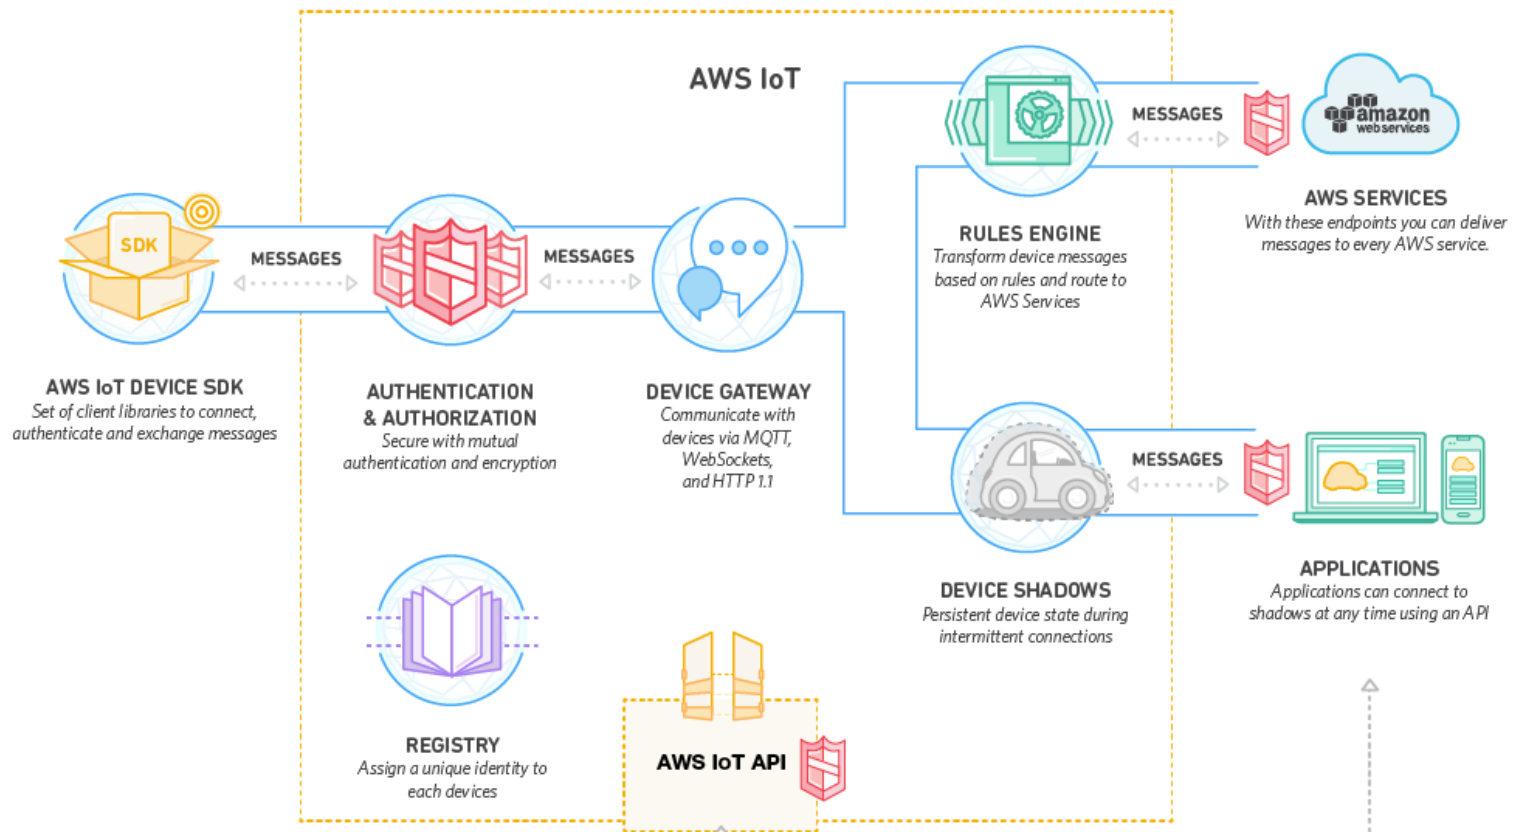 AWS IoT
SDK
MESSAGES
MESSAGES
MESSAGES
amazon
webservices
AWS SERVICES
With these endpoints you can deliver
messages to every AWS service.
RULES ENGINE
Transform device messages
based on rules and route to
AWS Services
AWS IoT DEVICE SDK
Set of client libraries to connect,
authenticate and exchange messages
AUTHENTICATION
& AUTHORIZATION
Secure with mutual
authentication and encryption
DEVICE GATEWAY
Communicate with
devices via MQTT,
WebSockets,
and HTTP 1.1
MESSAGES
DEVICE SHADOWS
Persistent device state during
intermittent connections
APPLICATIONS
Applications can connect to
shadows at any time using an API
REGISTRY
Assign a unique identity to
each devices
AWS IoT API